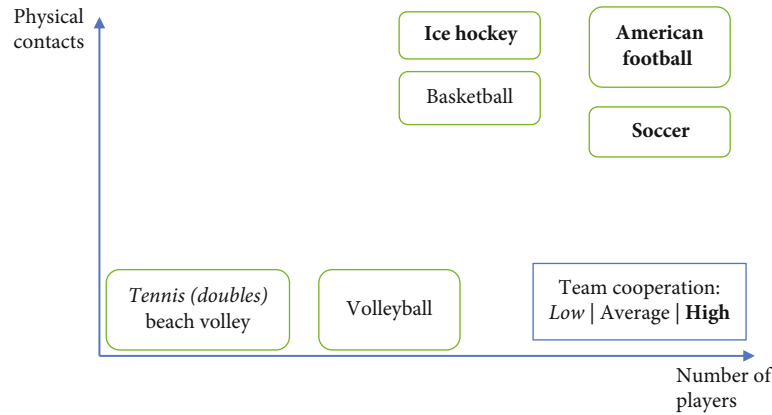 Physical
contacts
Ice hockey
American
football
Basketball
Soccer
Tennis (doubles)
beach volley
Volleyball
Team cooperation:
Low | Average | High
Number of
players